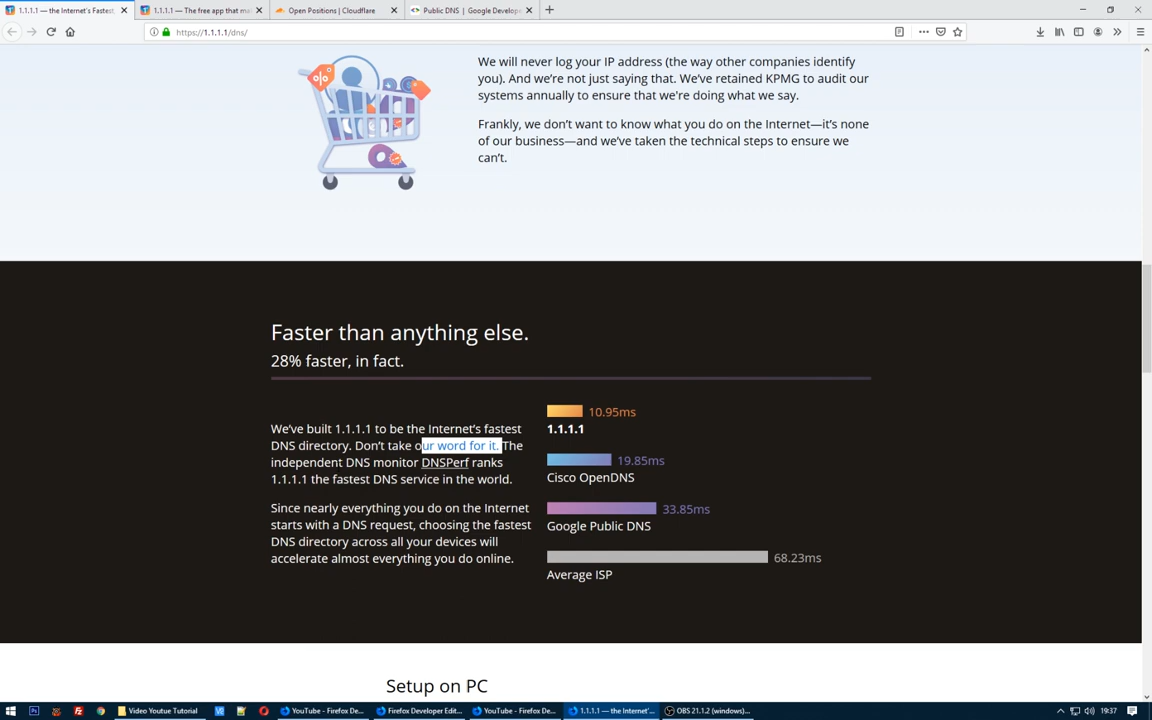 1.1.1.1 — the Internet's Fastest,
1.1.1.1 — The free app that ma
Open Positions | Cloudflare
Public DNS | Google Develope
https://1.1.1.1/dns/
%
We will never log your IP address (the way other companies identify
you). And we're not just saying that. We've retained KPMG to audit our
systems annually to ensure that we're doing what we say.
Frankly, we don't want to know what you do on the Internet—it's none
of our business—and we've taken the technical steps to ensure we
can't.
Faster than anything else.
28% faster, in fact.
We've built 1.1.1.1 to be the Internet's fastest
DNS directory. Don't take our word for it. The
independent DNS monitor DNSPerf ranks
1.1.1.1 the fastest DNS service in the world.
Since nearly everything you do on the Internet
starts with a DNS request, choosing the fastest
DNS directory across all your devices will
accelerate almost everything you do online.
10.95ms
1.1.1.1
19.85ms
Cisco OpenDNS
33.85ms
Google Public DNS
68.23ms
Average ISP
Setup on PC
Video Youtue Tutorial
YouTube - Firefox De...
Firefox Developer Edit...
YouTube - Firefox De...
1.1.1.1 — the Internet'...
OBS 21.1.2 (windows)...
19:37